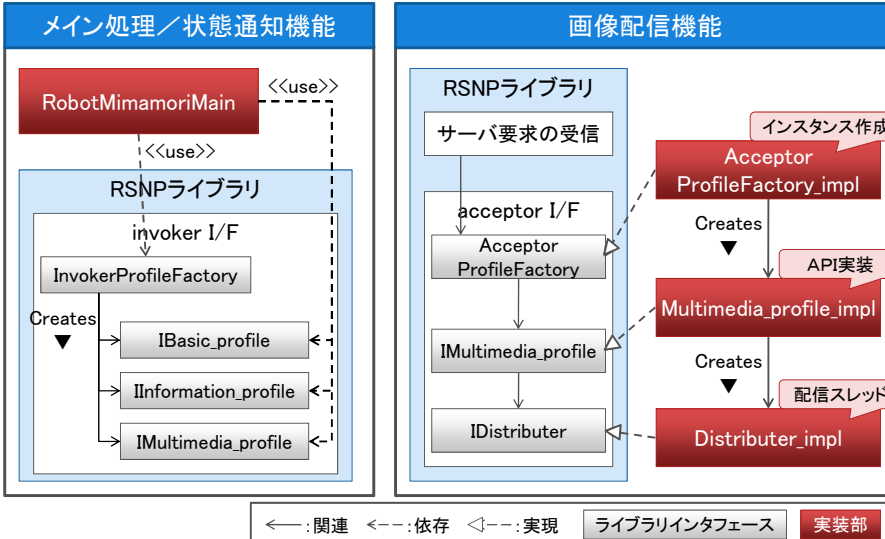 メイン処理／状態通知機能
RobotMimamoriMain
<<use>>
<<use>>
RSNPライブラリ
invoker I/F
InvokerProfileFactory
Creates
▼
IBasic_profile
IInformation_profile
IMultimedia_profile
画像配信機能
RSNPライブラリ
サーバ要求の受信
acceptor I/F
Acceptor
ProfileFactory
IMultimedia_profile
IDistributer
インスタンス作成
Acceptor
ProfileFactory_impl
Creates
▼
API実装
Multimedia_profile_impl
Creates
▼
配信スレッド
Distributer_impl
:関連
:依存
:実現
ライブラリインタフェース
実装部